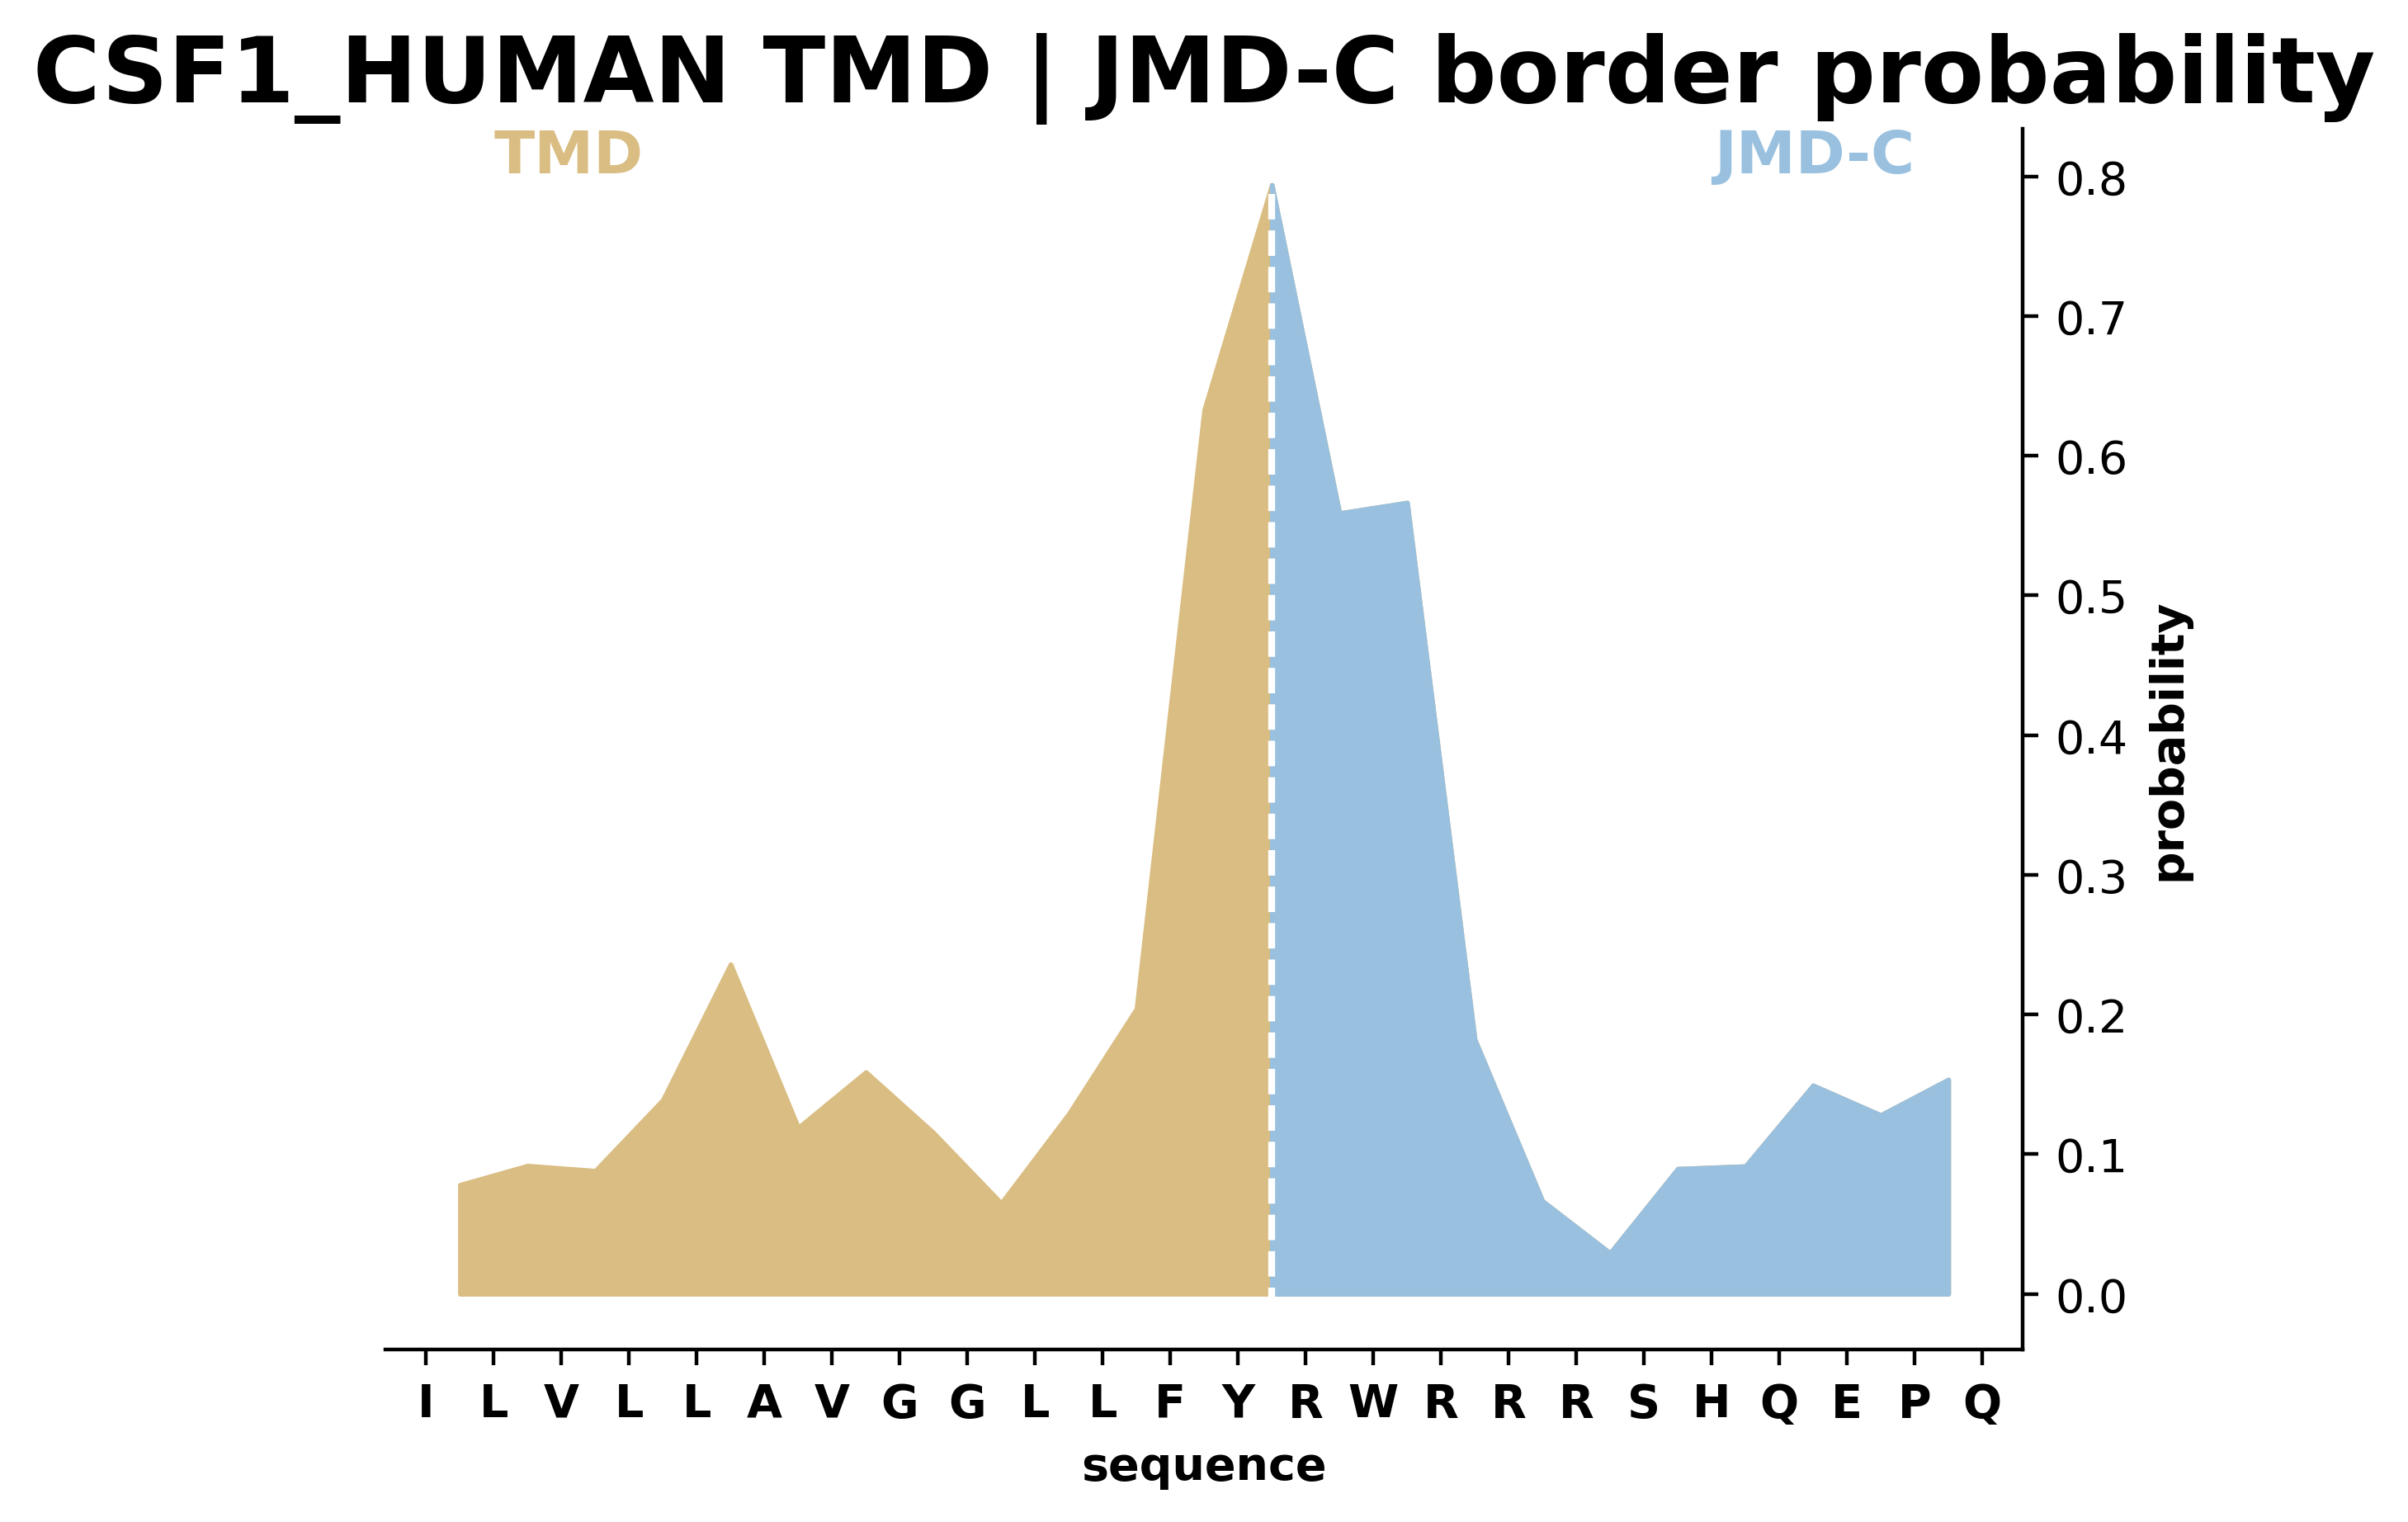 CSF1_HUMAN TMD | JMD-C border probability
TMD
JMD-C
0.8
0.7
0.6
0.5
0.4
0.3
0.2
0.1
0.0
probability
I L V L L A V G G L L F Y R W R R R S H Q E P Q
sequence